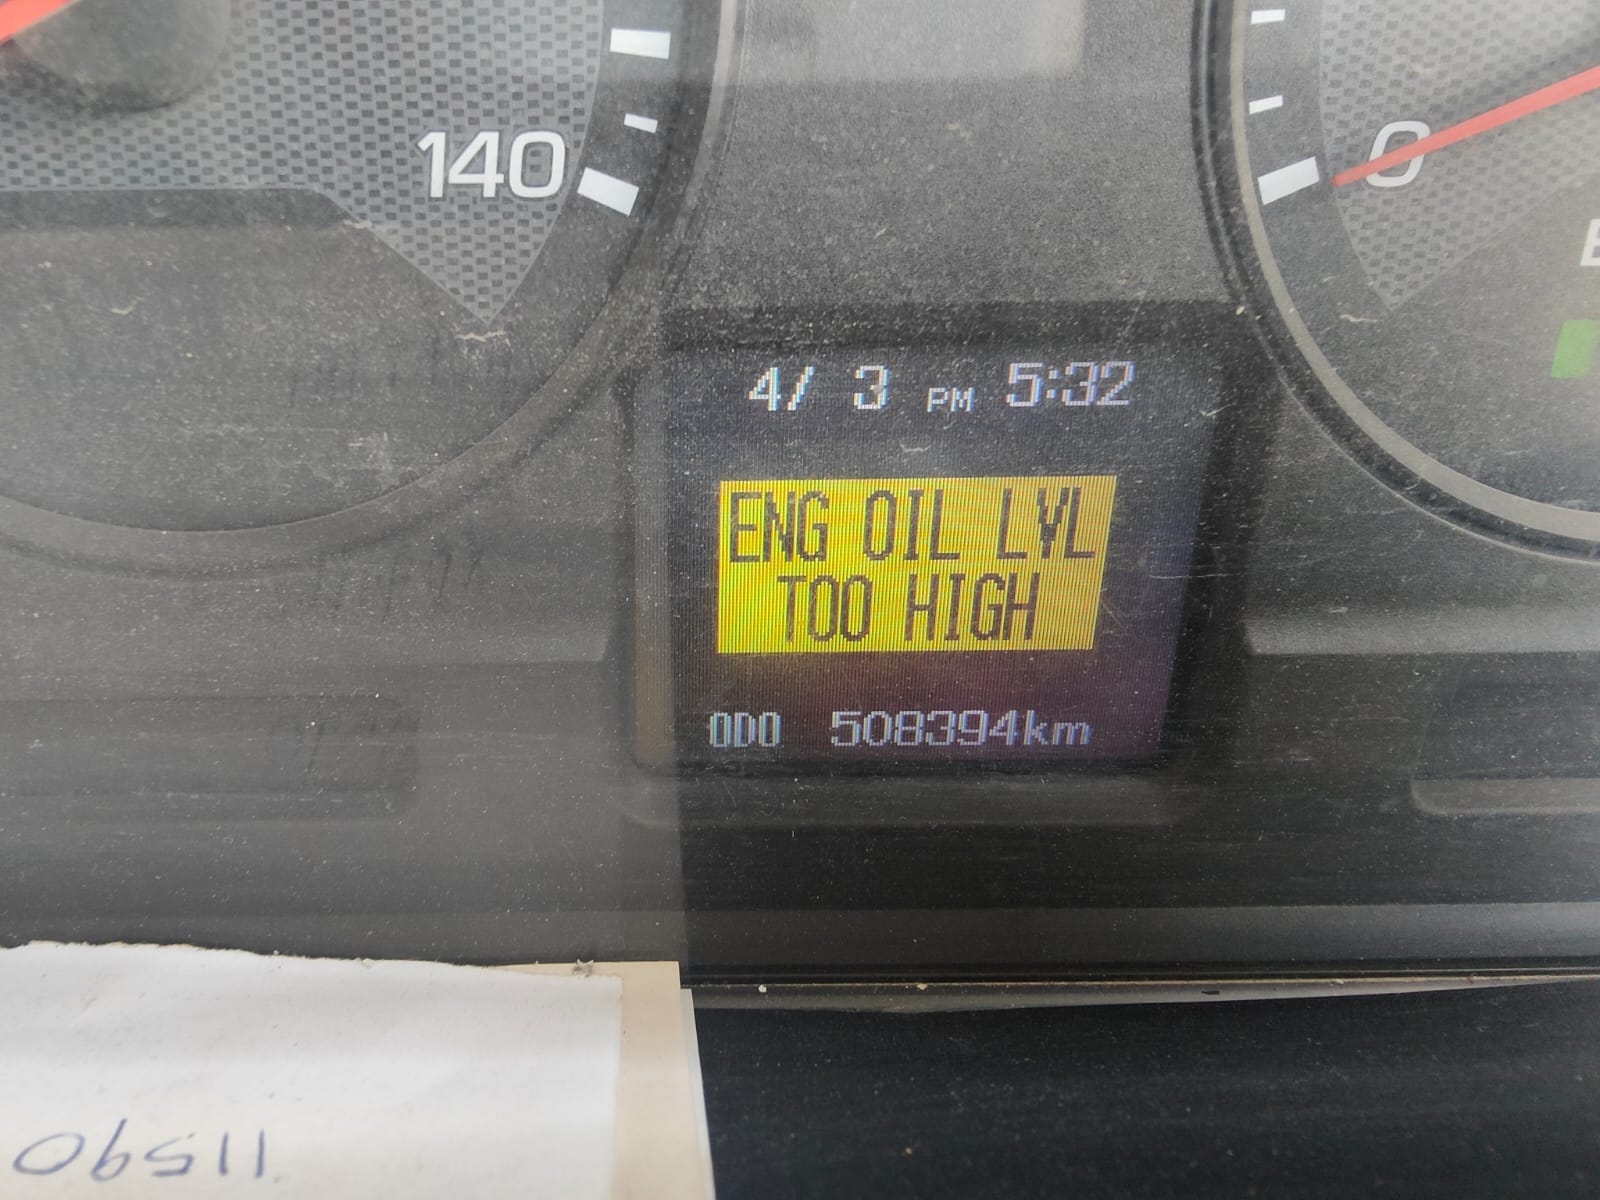 140
0
4/ 3 PM 5:32
ENG OIL LVL
TOO HIGH
ODO 508394km
11590